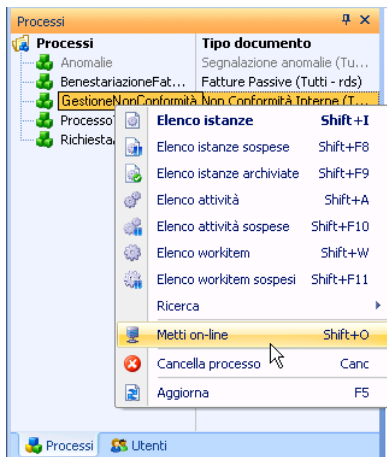 Processi
Processi Tipo documento
Anomalie Segnalazione anomalie (Tu...
BenestariazioneFat... Fatture Passive (Tutti - rds)
GestioneNonConformità Non Conformità Interne (T...
Processo
Richiesta
Elenco istanze Shift+I
Elenco istanze sospese Shift+F8
Elenco istanze archiviate Shift+F9
Elenco attività Shift+A
Elenco attività sospese Shift+F10
Elenco workitem Shift+W
Elenco workitem sospesi Shift+F11
Ricerca
Metti on-line Shift+O
Cancella processo Canc
Aggiorna F5
Processi Utenti